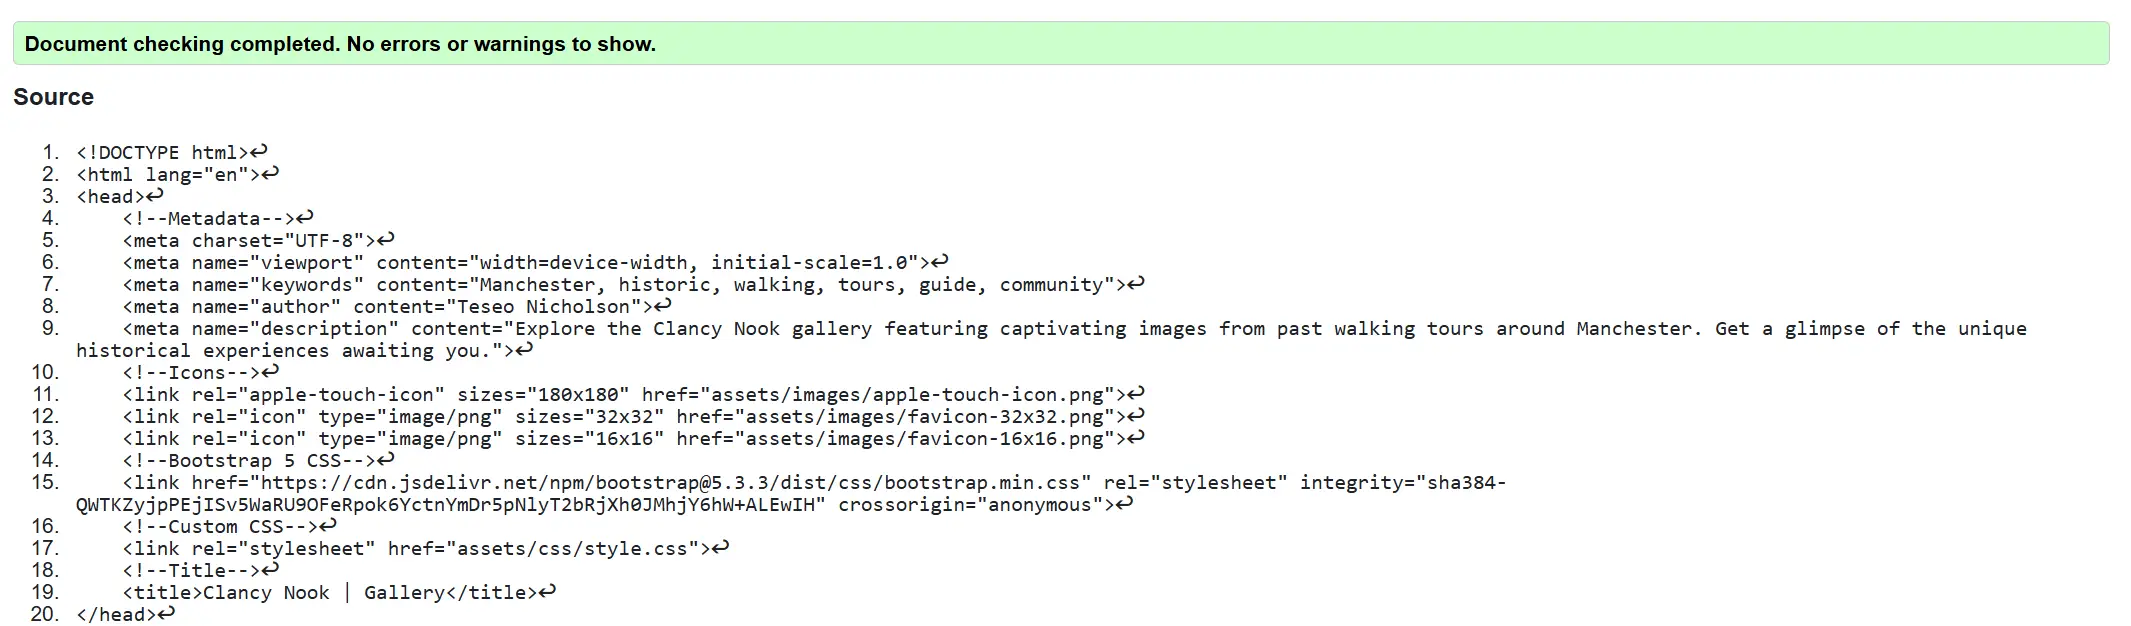 Document checking completed. No errors or warnings to show.
Source
1. <!DOCTYPE html>↩
2. <html lang="en">↩
3. <head>↩
4.     <!--Metadata-->↩
5.     <meta charset="UTF-8">↩
6.     <meta name="viewport" content="width=device-width, initial-scale=1.0">↩
7.     <meta name="keywords" content="Manchester, historic, walking, tours, guide, community">↩
8.     <meta name="author" content="Teseo Nicholson">↩
9.     <meta name="description" content="Explore the Clancy Nook gallery featuring captivating images from past walking tours around Manchester. Get a glimpse of the unique
historical experiences awaiting you.">↩
10.     <!--Icons-->↩
11.     <link rel="apple-touch-icon" sizes="180x180" href="assets/images/apple-touch-icon.png">↩
12.     <link rel="icon" type="image/png" sizes="32x32" href="assets/images/favicon-32x32.png">↩
13.     <link rel="icon" type="image/png" sizes="16x16" href="assets/images/favicon-16x16.png">↩
14.     <!--Bootstrap 5 CSS-->↩
15.     <link href="https://cdn.jsdelivr.net/npm/bootstrap@5.3.3/dist/css/bootstrap.min.css" rel="stylesheet" integrity="sha384-
QWTKZyjpPEjISv5WaRU9OFeRpok6YctnYmDr5pNlyT2bRjXh0JMhjY6hW+ALEwIH" crossorigin="anonymous">↩
16.     <!--Custom CSS-->↩
17.     <link rel="stylesheet" href="assets/css/style.css">↩
18.     <!--Title-->↩
19.     <title>Clancy Nook | Gallery</title>↩
20. </head>↩